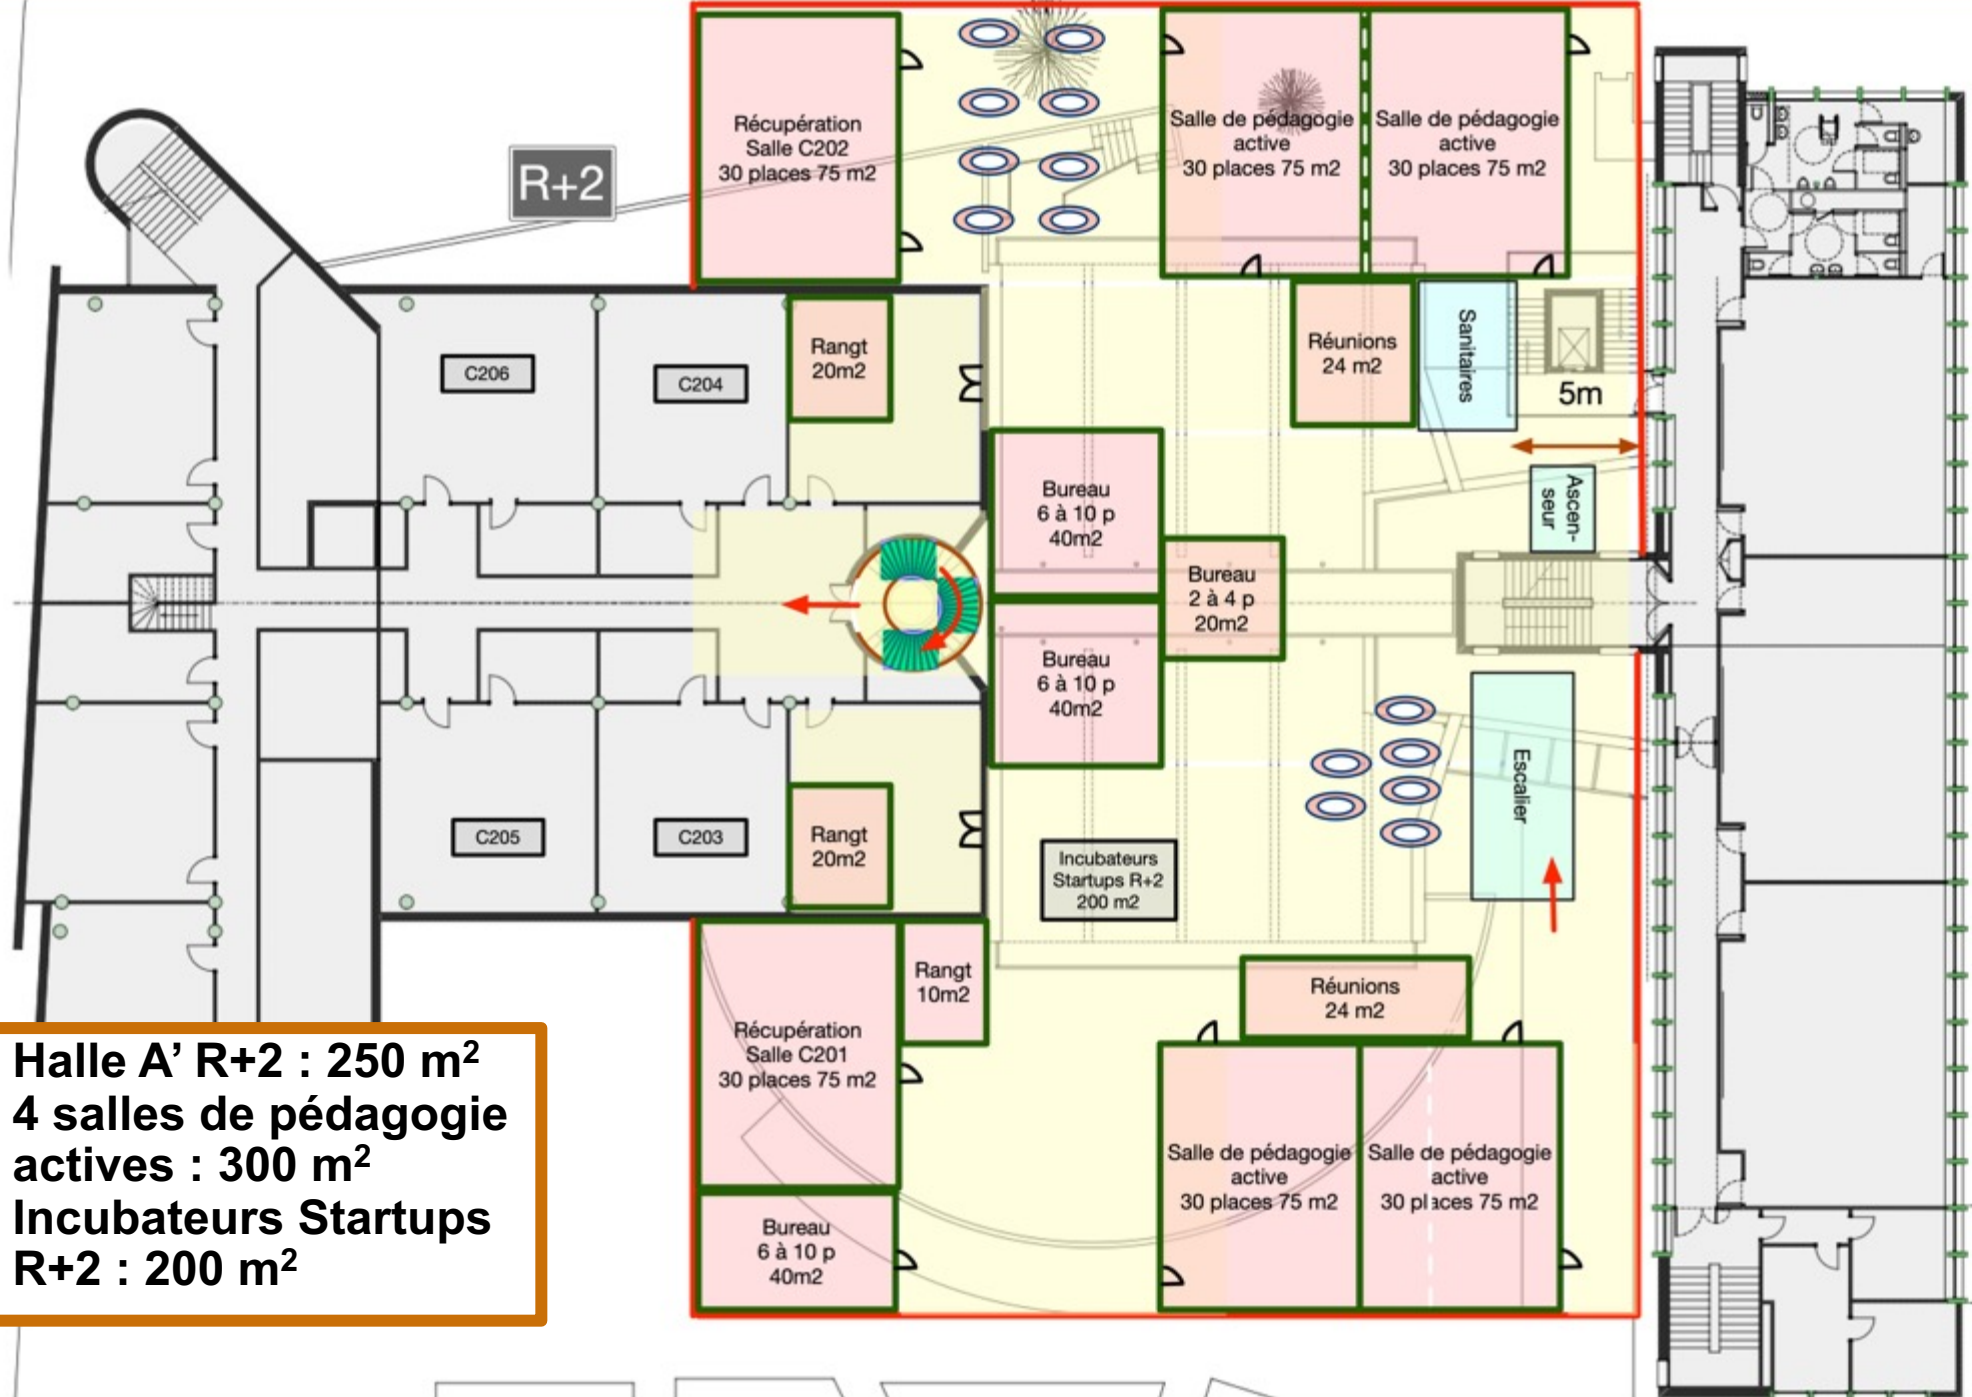 Récupération
Salle C202
30 places 75 m2
Salle de pédagogie
active
30 places 75 m2
Salle de pédagogie
active
30 places 75 m2
R+2
Rangt
20m2
Réunions
24 m2
Sanitaires
5m
C206
C204
Bureau
6 à 10 p
40m2
Ascen-
seur
Bureau
2 à 4 p
20m2
Bureau
6 à 10 p
40m2
Escalier
C205
C203
Rangt
20m2
Incubateurs
Startups R+2
200 m2
Rangt
10m2
Réunions
24 m2
Récupération
Salle C201
30 places 75 m2
Salle de pédagogie
active
30 places 75 m2
Salle de pédagogie
active
30 places 75 m2
Bureau
6 à 10 p
40m2
Halle A’ R+2 : 250 m²
4 salles de pédagogie
actives : 300 m²
Incubateurs Startups
R+2 : 200 m²